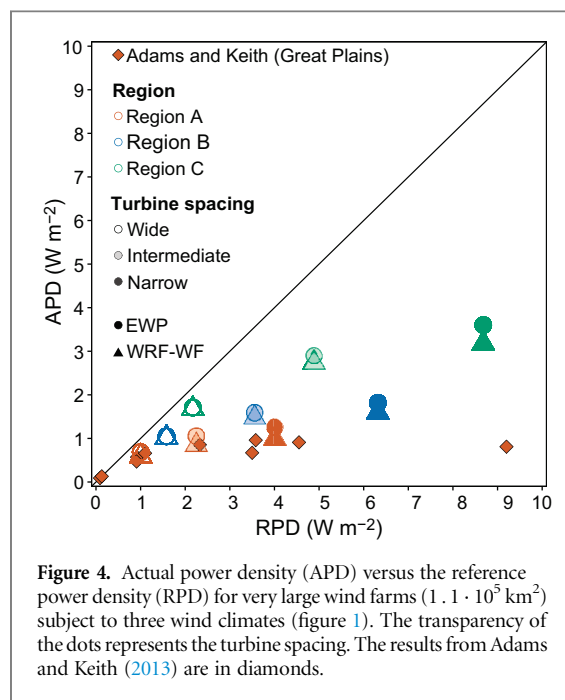 10
9
8
7
6
5
4
3
2
1
0
APD (W m⁻²)
Adams and Keith (Great Plains)
Region
Region A
Region B
Region C
Turbine spacing
Wide
Intermediate
Narrow
EWP
WRF-WF
0 1 2 3 4 5 6 7 8 9 10
RPD (W m⁻²)
Figure 4. Actual power density (APD) versus the reference
power density (RPD) for very large wind farms (1 . 1 · 10⁵ km²)
subject to three wind climates (figure 1). The transparency of
the dots represents the turbine spacing. The results from Adams
and Keith (2013) are in diamonds.